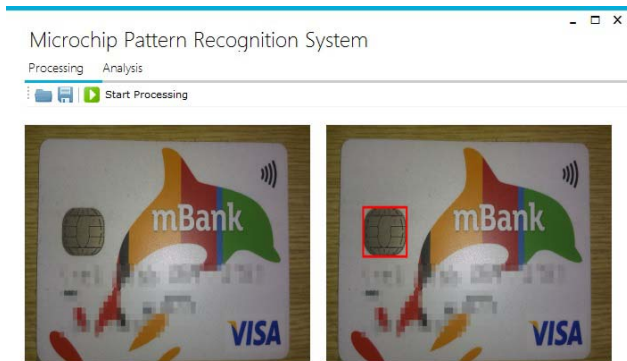 Microchip Pattern Recognition System
Processing Analysis
Start Processing
mBank
VISA
mBank
VISA